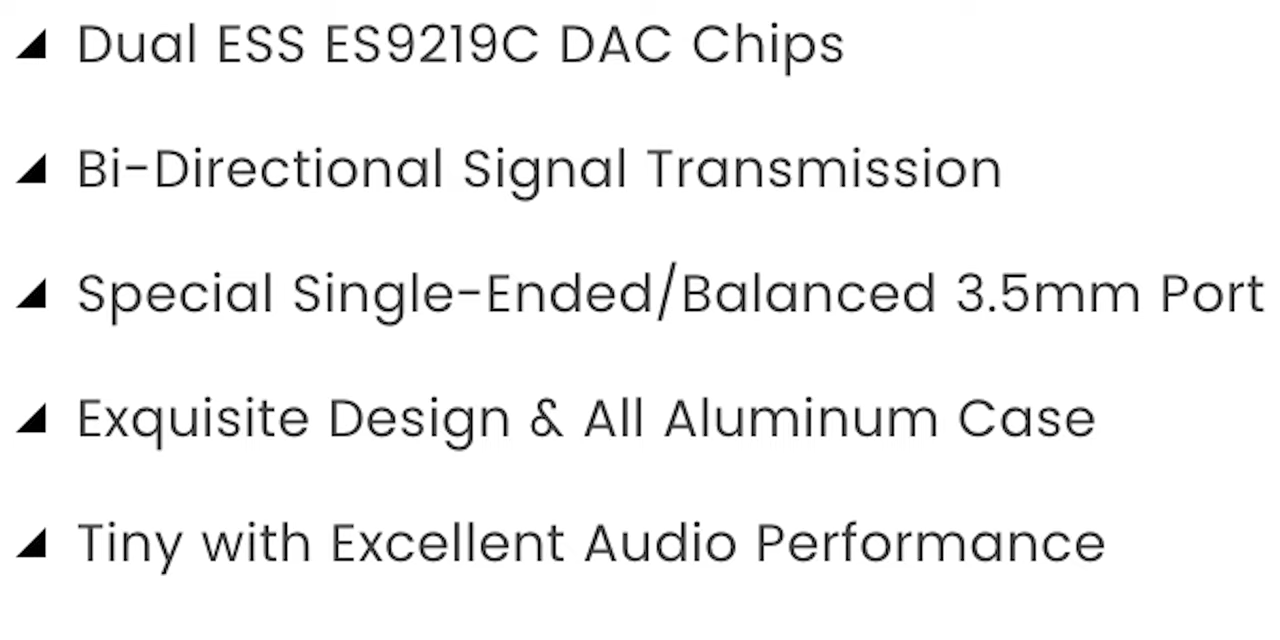 Dual ESS ES9219C DAC Chips
Bi-Directional Signal Transmission
Special Single-Ended/Balanced 3.5mm Port
Exquisite Design & All Aluminum Case
Tiny with Excellent Audio Performance